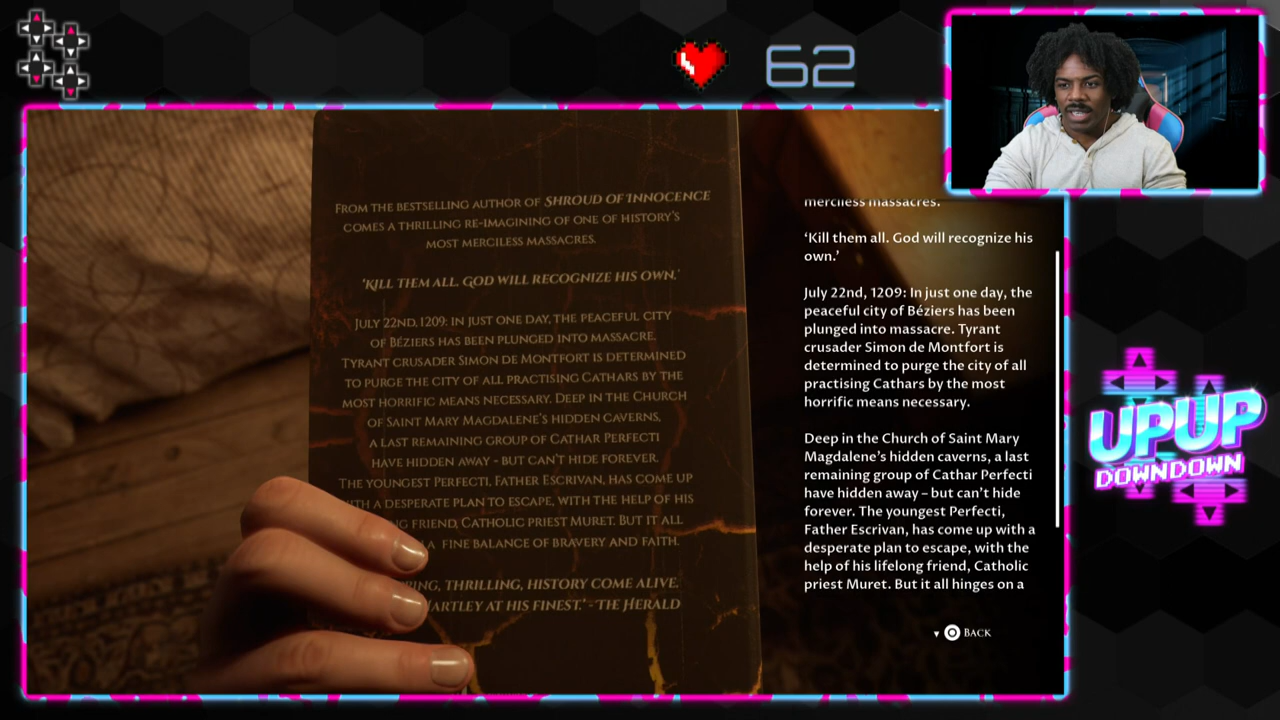 62
FROM THE BESTSELLING AUTHOR OF SHROUD OF INNOCENCE
COMES A THRILLING RE-IMAGINING OF ONE OF HISTORY'S
MOST MERCILESS MASSACRES.
'KILL THEM ALL. GOD WILL RECOGNIZE HIS OWN.'
JULY 22ND, 1209: IN JUST ONE DAY, THE PEACEFUL CITY
OF BÉZIERS HAS BEEN PLUNGED INTO MASSACRE.
TYRANT CRUSADER SIMON DE MONTFORT IS DETERMINED
TO PURGE THE CITY OF ALL PRACTISING CATHARS BY THE
MOST HORRIFIC MEANS NECESSARY. DEEP IN THE CHURCH
OF SAINT MARY MAGDALENE'S HIDDEN CAVERNS,
A LAST REMAINING GROUP OF CATHAR PERFECTI
HAVE HIDDEN AWAY - BUT CAN'T HIDE FOREVER.
THE YOUNGEST PERFECTI, FATHER ESCRIVAN, HAS COME UP
WITH A DESPERATE PLAN TO ESCAPE, WITH THE HELP OF HIS
FRIEND, CATHOLIC PRIEST MURET. BUT IT ALL
A FINE BALANCE OF BRAVERY AND FAITH.
THRILLING, HISTORY COME ALIVE.
HARTLEY AT HIS FINEST.' - THE HERALD
merciless massacres.
‘Kill them all. God will recognize his
own.’
July 22nd, 1209: In just one day, the
peaceful city of Béziers has been
plunged into massacre. Tyrant
crusader Simon de Montfort is
determined to purge the city of all
practising Cathars by the most
horrific means necessary.
Deep in the Church of Saint Mary
Magdalene’s hidden caverns, a last
remaining group of Cathar Perfecti
have hidden away – but can’t hide
forever. The youngest Perfecti,
Father Escrivan, has come up with a
desperate plan to escape, with the
help of his lifelong friend, Catholic
priest Muret. But it all hinges on a
BACK
UPUP
DOWNDOWN